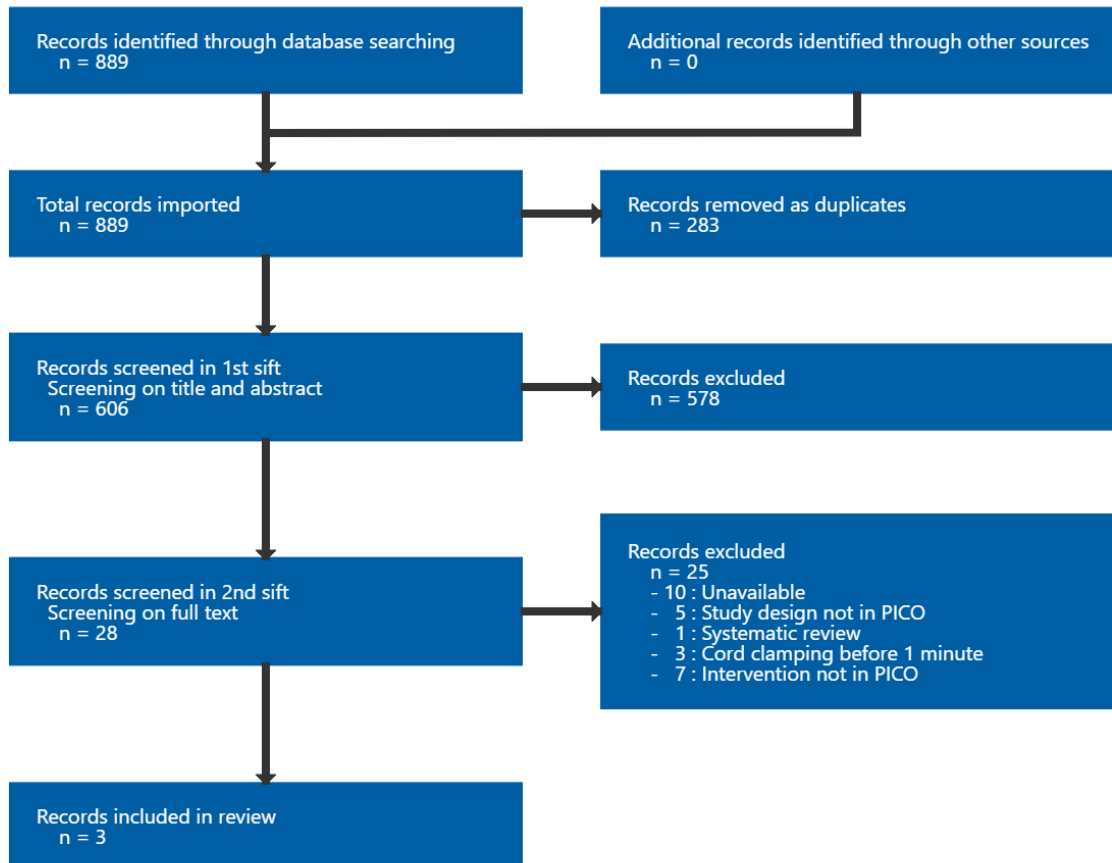 Records identified through database searching
n = 889
Additional records identified through other sources
n = 0
Total records imported
n = 889
Records removed as duplicates
n = 283
Records screened in 1st sift
Screening on title and abstract
n = 606
Records excluded
n = 578
Records screened in 2nd sift
Screening on full text
n = 28
Records excluded
n = 25
- 10 : Unavailable
- 5 : Study design not in PICO
- 1 : Systematic review
- 3 : Cord clamping before 1 minute
- 7 : Intervention not in PICO
Records included in review
n = 3